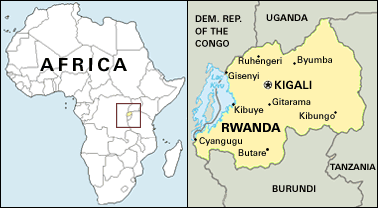 AFRICA
DEM. REP.
OF THE
CONGO
UGANDA
Ruhengeri
Byumba
Gisenyi
Lac
Kivu
KIGALI
Kibuye
Gitarama
Kibungo
RWANDA
Cyangugu
Butare
TANZANIA
BURUNDI